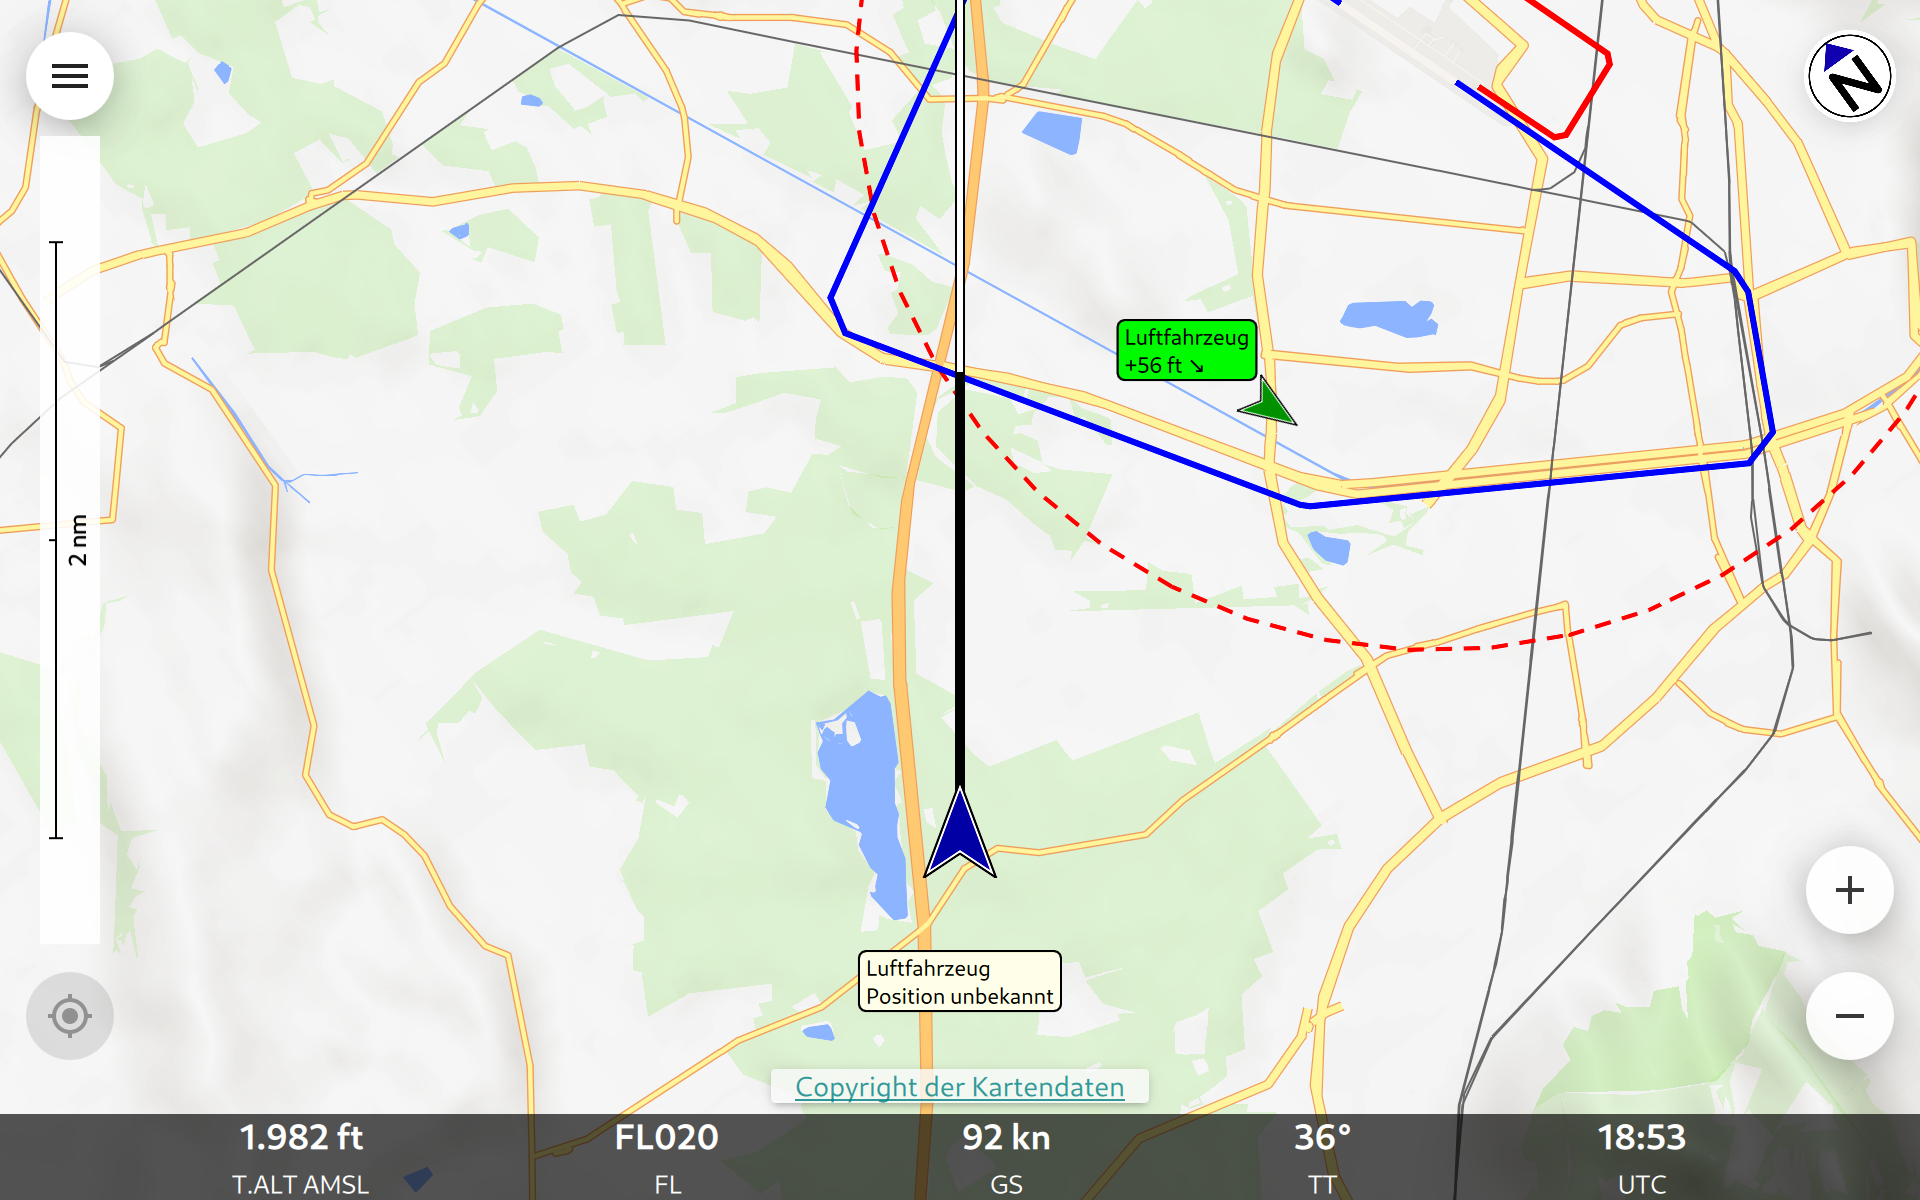 N
2 nm
Luftfahrzeug
+56 ft ↘
Luftfahrzeug
Position unbekannt
Copyright der Kartendaten
1.982 ft
T.ALT AMSL
FL020
FL
92 kn
GS
36°
TT
18:53
UTC